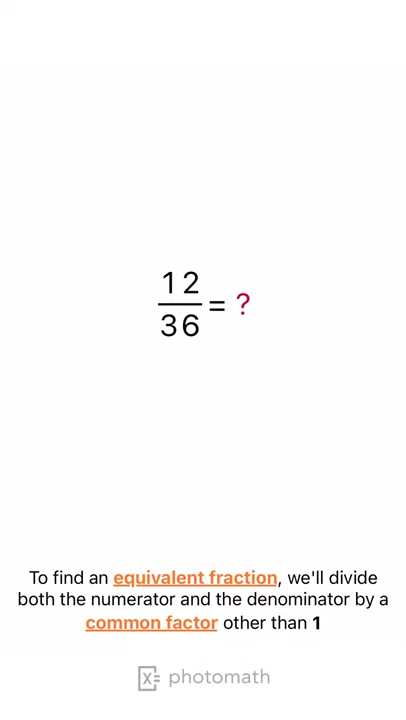 12
36
= ?
To find an equivalent fraction, we'll divide
both the numerator and the denominator by a
common factor other than 1
photomath